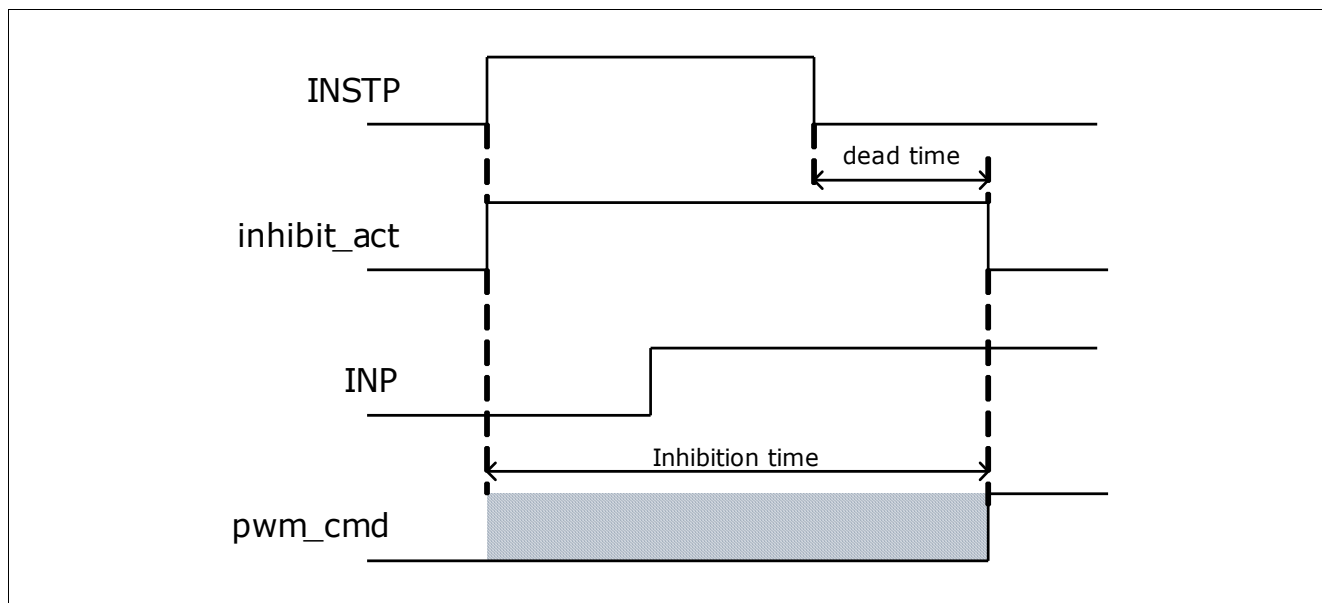 INSTP
dead time
inhibit_act
INP
Inhibition time
pwm_cmd